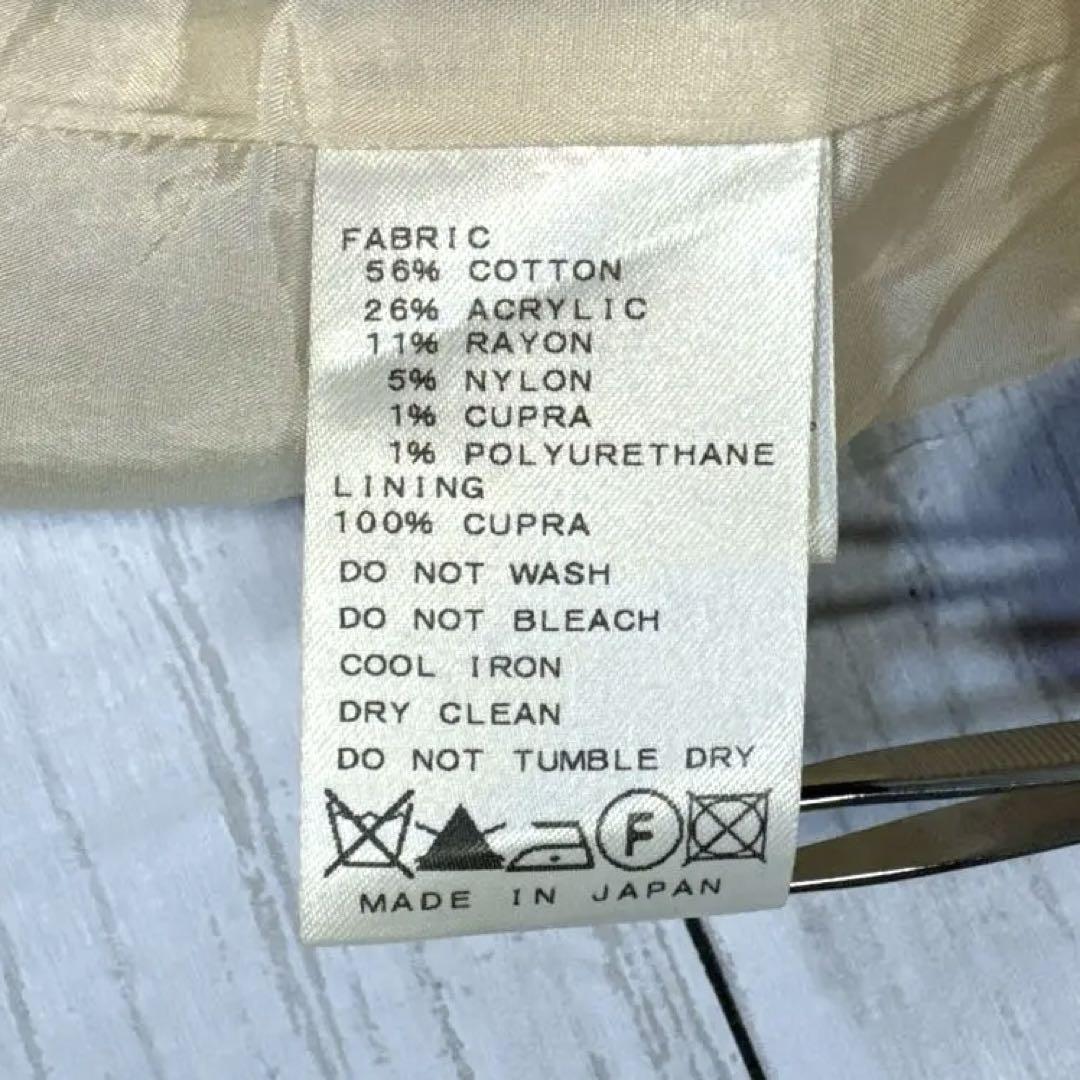 FABRIC
56% COTTON
26% ACRYLIC
11% RAYON
5% NYLON
1% CUPRA
1% POLYURETHANE
LINING
100% CUPRA
DO NOT WASH
DO NOT BLEACH
COOL IRON
DRY CLEAN
DO NOT TUMBLE DRY
F
MADE IN JAPAN